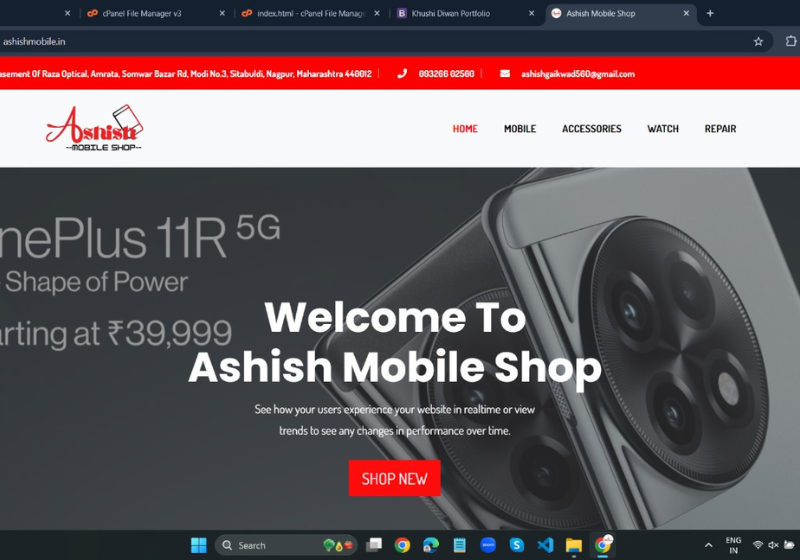 cPanel File Manager v3
index.html - cPanel File Manage
Khushi Diwan Portfolio
Ashish Mobile Shop
ashishmobile.in
asement Of Raza Optical, Amrata, Somwar Bazar Rd, Modi No.3, Sitabuldi, Nagpur, Maharashtra 440012
093266 02560
ashishgaikwad560@gmail.com
Ashish
--MOBILE SHOP--
HOME
MOBILE
ACCESSORIES
WATCH
REPAIR
nePlus 11R 5G
Shape of Power
arting at ₹39,999
Welcome To
Ashish Mobile Shop
See how your users experience your website in realtime or view
trends to see any changes in performance over time.
SHOP NEW
Search
ENG
IN